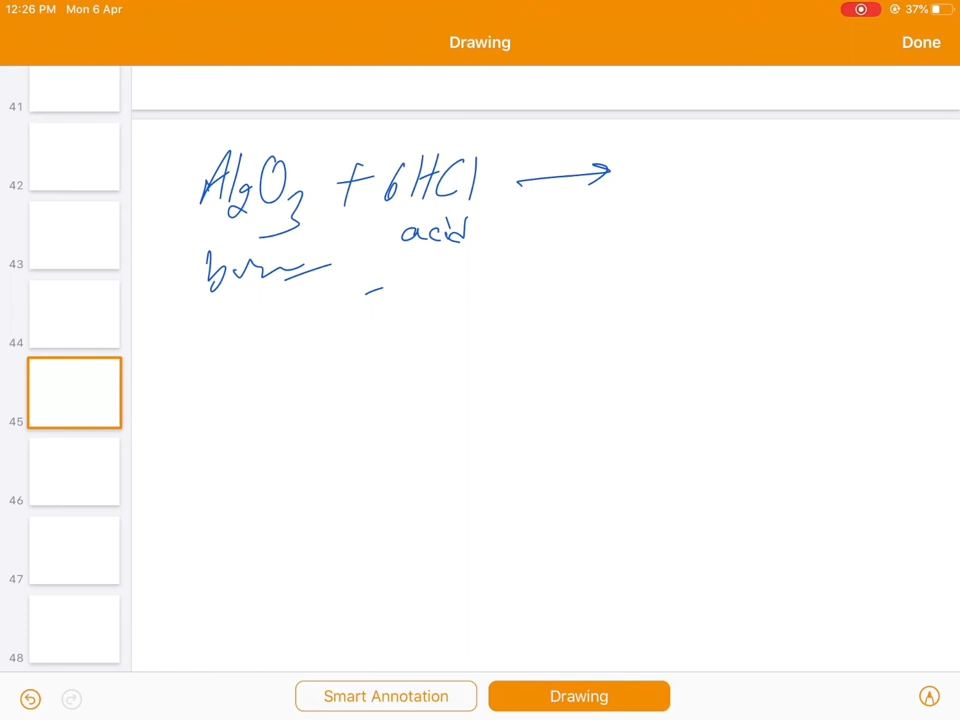 12:26 PM Mon 6 Apr
37%
Drawing
Done
41
42
43
44
45
46
47
48
Al₂O₃ + 6HCl →
acid
Smart Annotation
Drawing